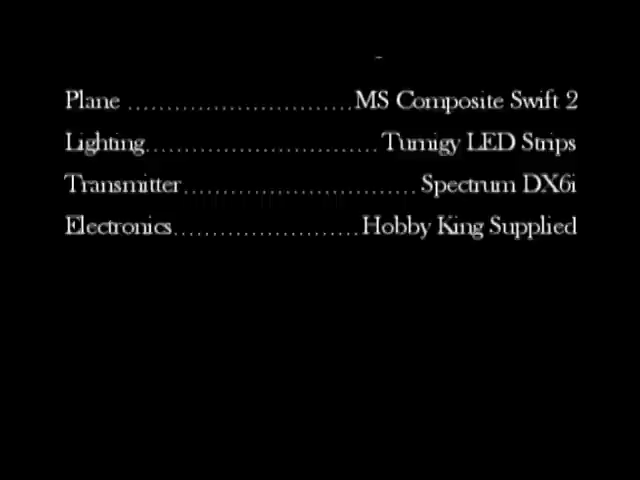 Plane ............................MS Composite Swift 2
Lighting............................. Turnigy LED Strips
Transmitter.............................. Spectrum DX6i
Electronics........................Hobby King Supplied